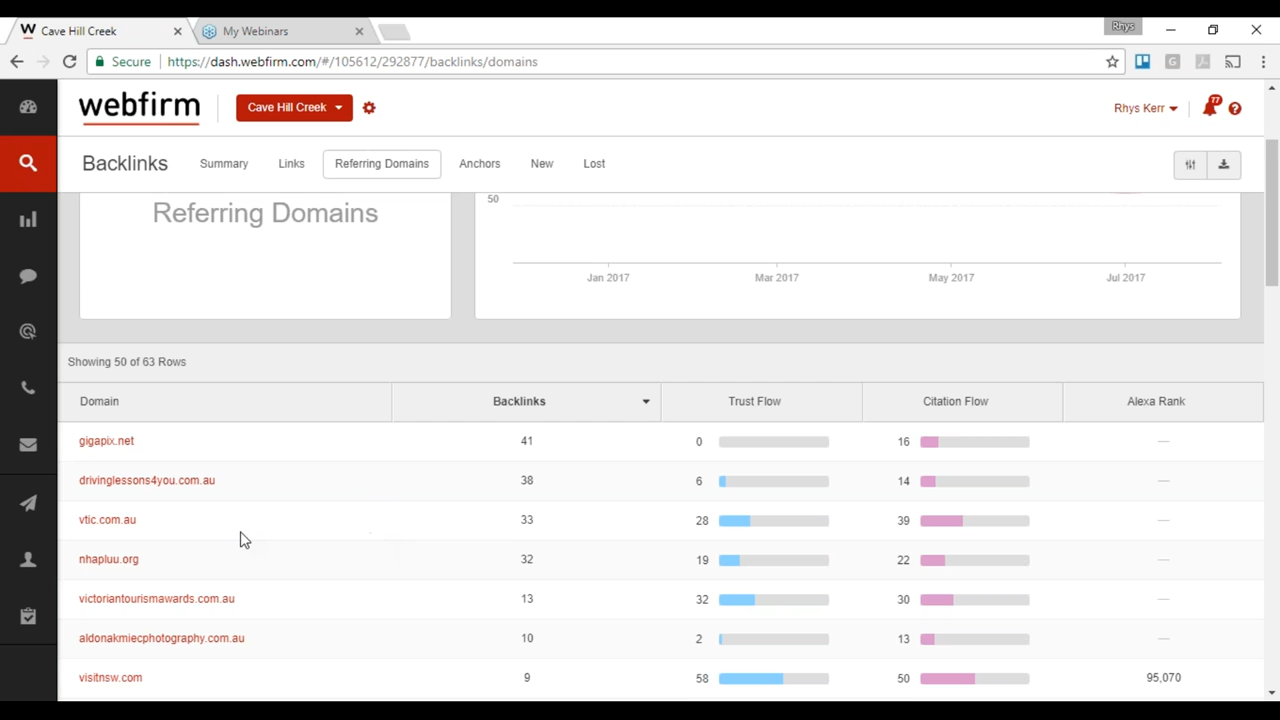 Cave Hill Creek
My Webinars
Rhys
Secure https://dash.webfirm.com/#/105612/292877/backlinks/domains
webfirm Cave Hill Creek Rhys Kerr 77
Backlinks Summary Links Referring Domains Anchors New Lost
Referring Domains
50
Jan 2017 Mar 2017 May 2017 Jul 2017
Showing 50 of 63 Rows
Domain Backlinks Trust Flow Citation Flow Alexa Rank
gigapix.net 41 0 16 —
drivinglessons4you.com.au 38 6 14 —
vtic.com.au 33 28 39 —
nhapluu.org 32 19 22 —
victoriantourismawards.com.au 13 32 30 —
aldonakmiecphotography.com.au 10 2 13 —
visitnsw.com 9 58 50 95,070